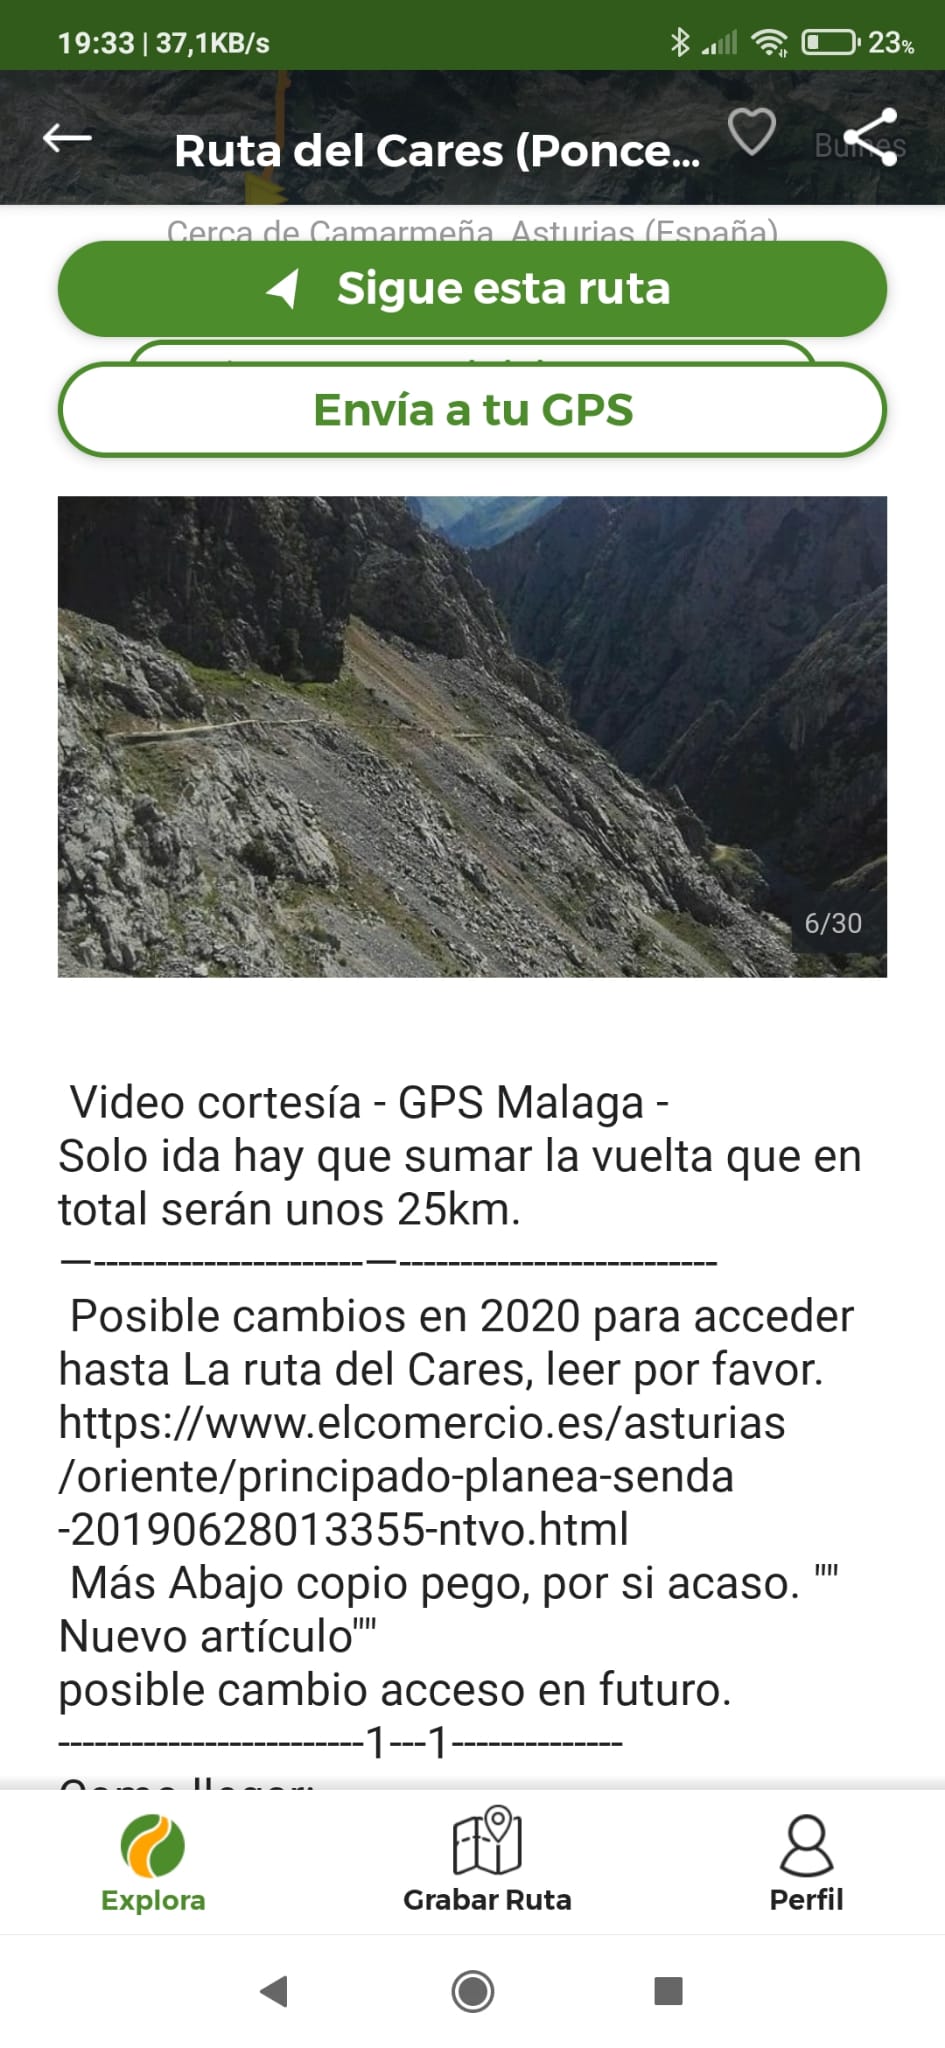 19:33 | 37,1KB/s 23%
Ruta del Cares (Ponce...
Bulnes
Cerca de Camarmeña, Asturias (España)
Sigue esta ruta
Envía a tu GPS
6/30
Video cortesía - GPS Malaga -
Solo ida hay que sumar la vuelta que en
total serán unos 25km.
—----------------------—--------------------------
Posible cambios en 2020 para acceder
hasta La ruta del Cares, leer por favor.
https://www.elcomercio.es/asturias
/oriente/principado-planea-senda
-20190628013355-ntvo.html
Más Abajo copio pego, por si acaso. ""
Nuevo artículo""
posible cambio acceso en futuro.
-------------------------1---1--------------
Como llegar:
Explora
Grabar Ruta
Perfil